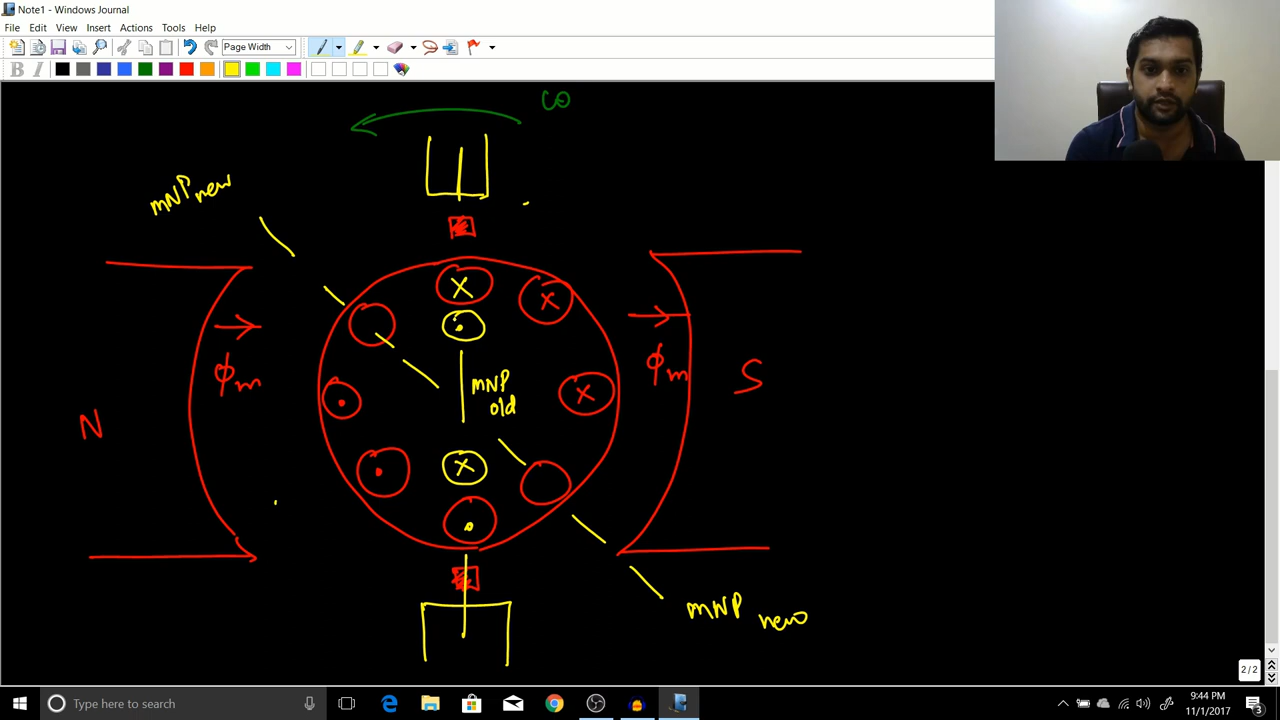 Note1 - Windows Journal
File Edit View Insert Actions Tools Help
Page Width
B I
ω
MNP new
N
ϕm
x
x
x
MNP
old
x
ϕm
S
MNP new
2/2
Type here to search
9:44 PM
11/1/2017
3